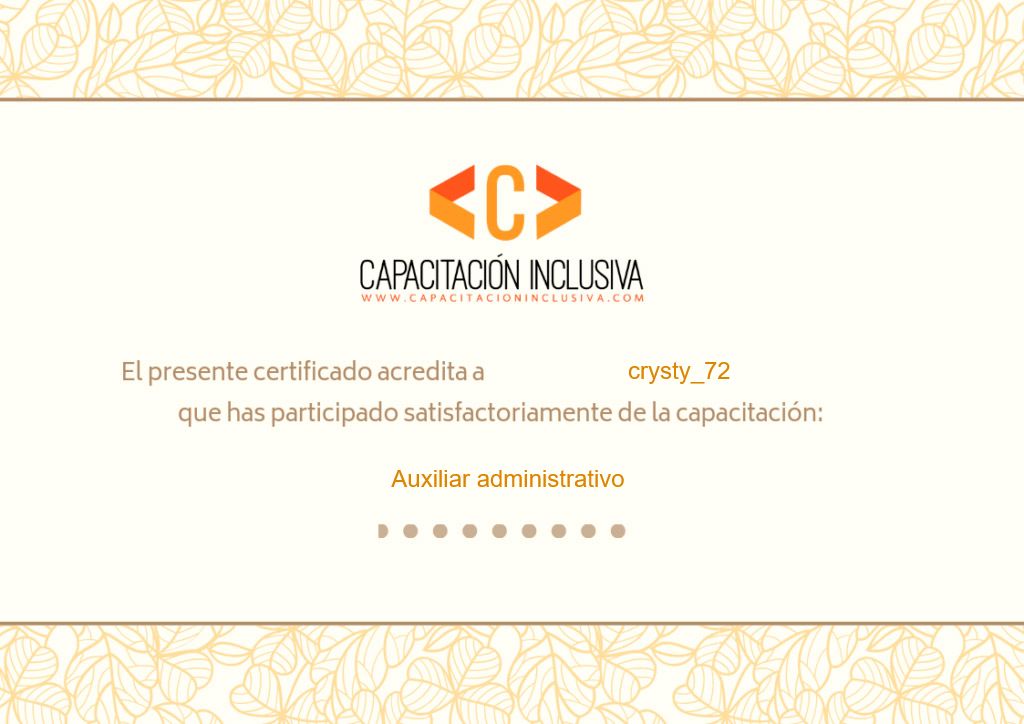 C
CAPACITACIÓN INCLUSIVA
WWW.CAPACITACIONINCLUSIVA.COM
El presente certificado acredita a crysty_72
que has participado satisfactoriamente de la capacitación:
Auxiliar administrativo